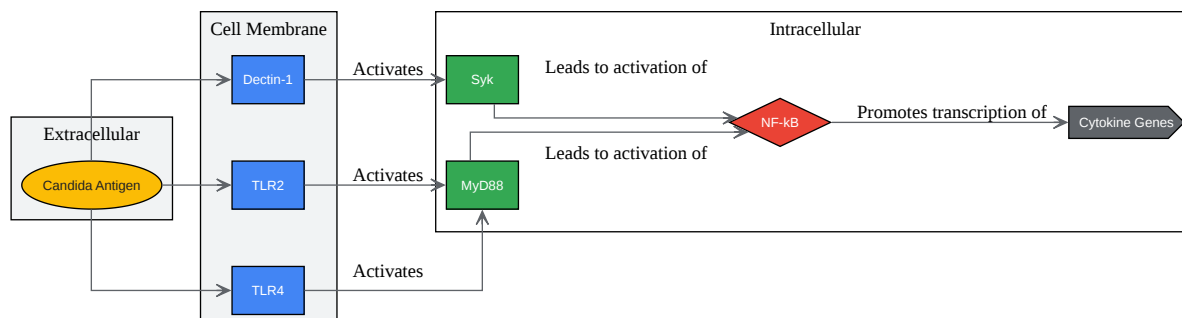 Cell Membrane
Intracellular
Dectin-1
Activates
Syk
Leads to activation of
Extracellular
NF-kB
Promotes transcription of
Cytokine Genes
Leads to activation of
Candida Antigen
TLR2
Activates
MyD88
TLR4
Activates